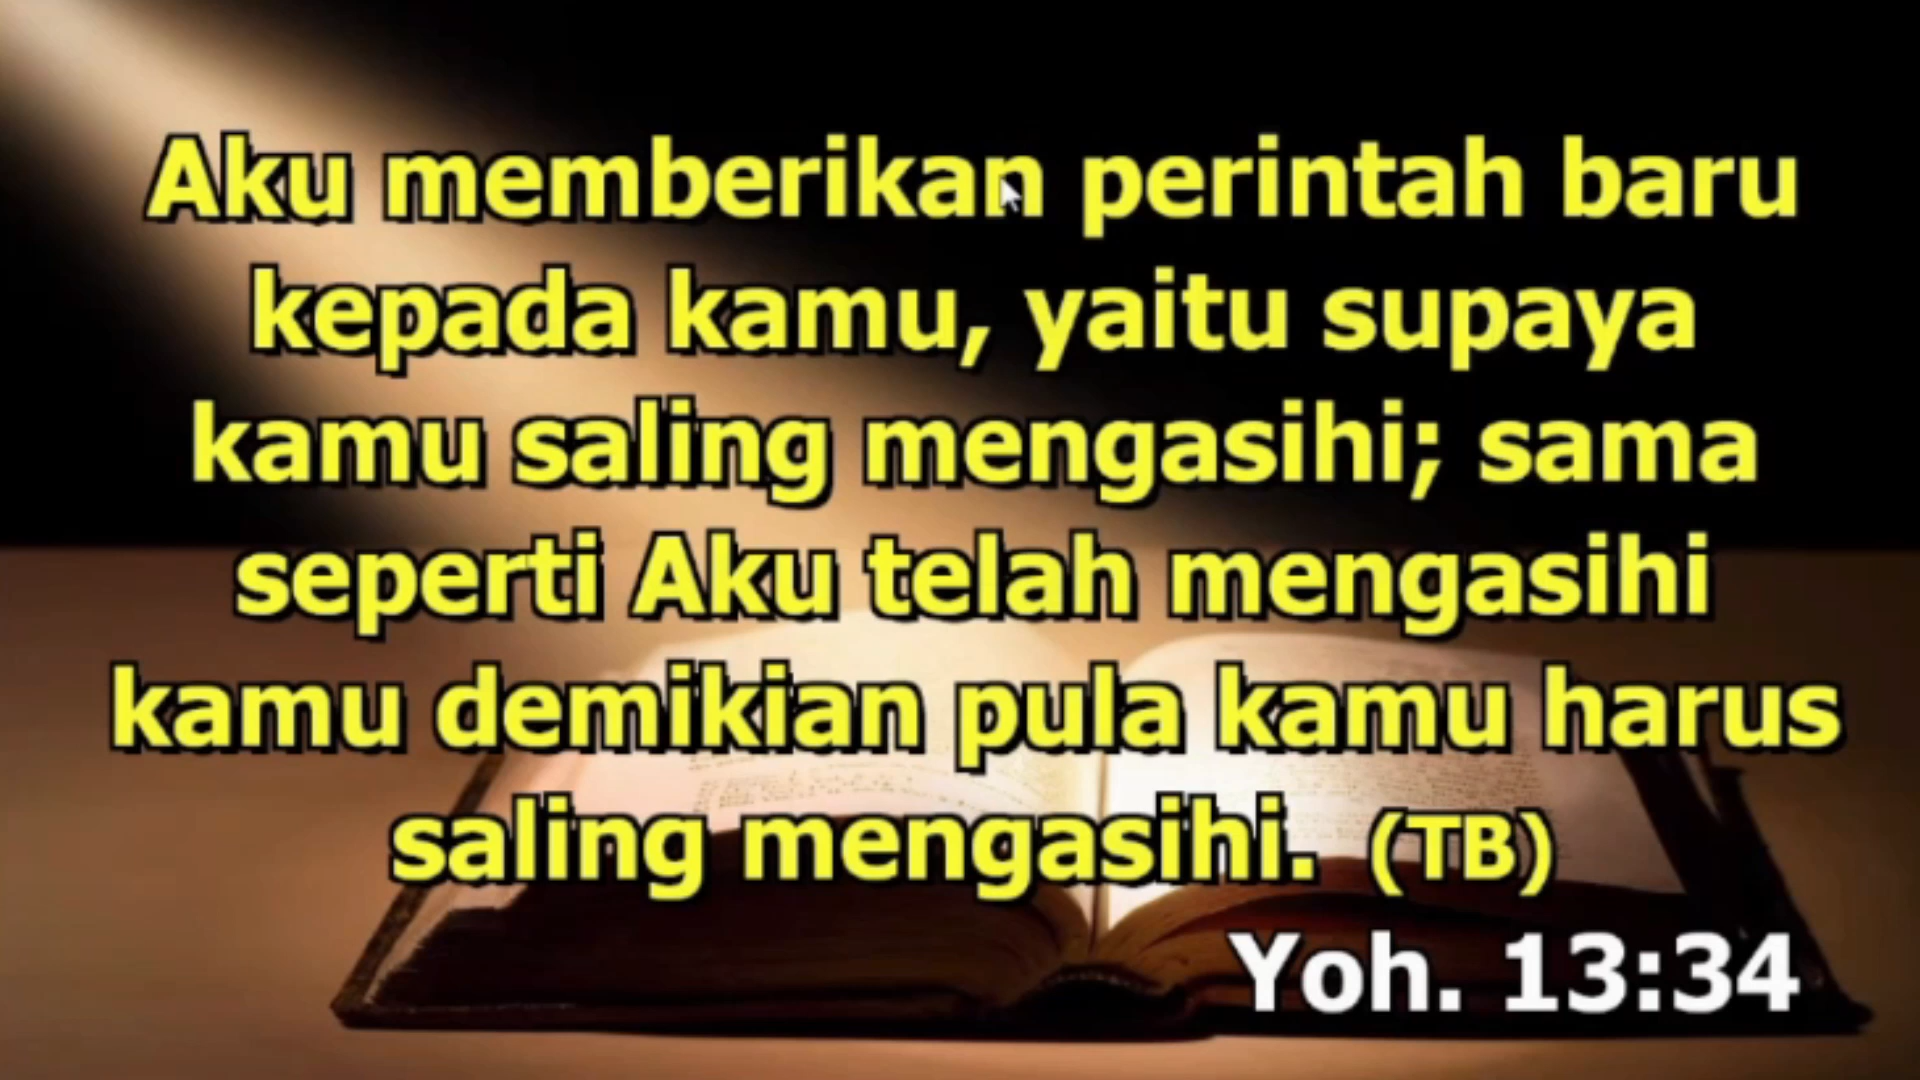 Aku memberikan perintah baru
kepada kamu, yaitu supaya
kamu saling mengasihi; sama
seperti Aku telah mengasihi
kamu demikian pula kamu harus
saling mengasihi. (TB)
Yoh. 13:34